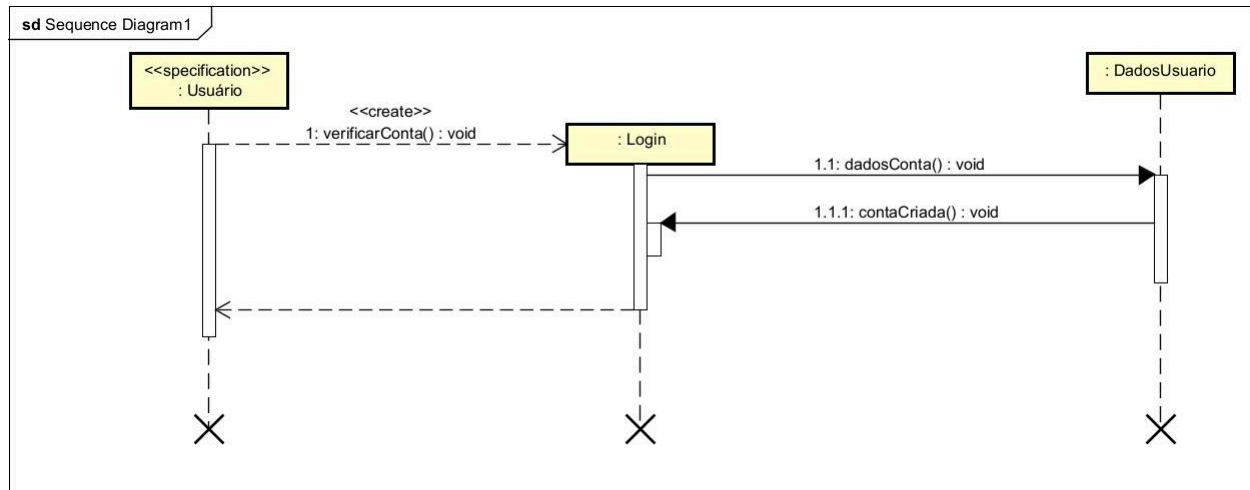 sd Sequence Diagram1
<<specification>>
: Usuário
: DadosUsuario
<<create>>
1: verificarConta() : void
: Login
1.1: dadosConta() : void
1.1.1: contaCriada() : void